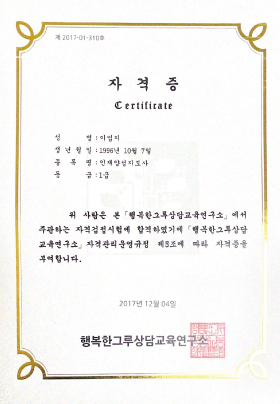 제 2017-01-310호
자 격 증
Certificate
성 명 : 이엄지
생 년 월 일 : 1996년 10월 7일
종 목 명 : 인재양성지도사
등 급 : 1급
위 사람은 본 「행복한그루상담교육연구소」에서
주관하는 자격검정시험에 합격하였기에 「행복한그루상담
교육연구소」 자격관리운영규정 제5조에 따라 자격증을
부여합니다.
2017년 12월 04일
행복한그루상담교육연구소